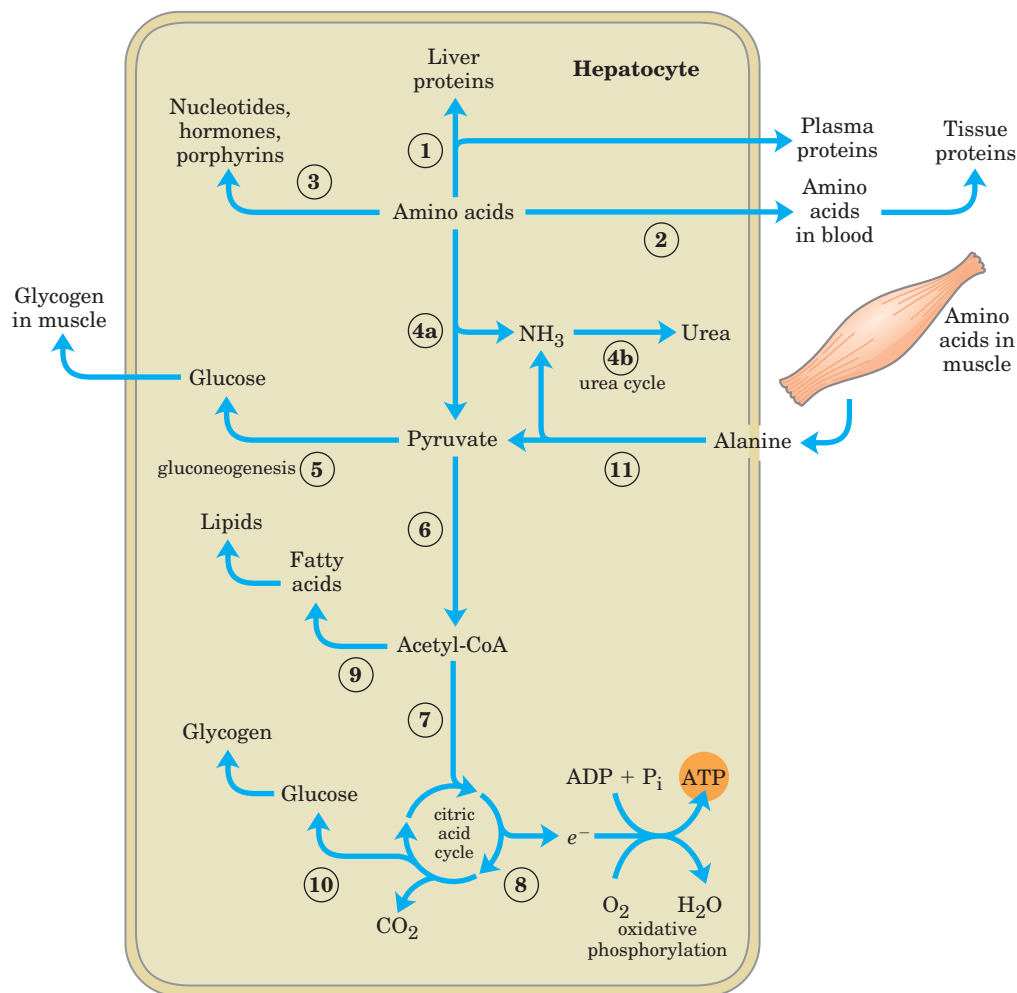 Hepatocyte
Liver
proteins
Nucleotides,
hormones,
porphyrins
1
Plasma
proteins
Tissue
proteins
3
Amino acids
2
Amino
acids
in blood
Glycogen
in muscle
4a
NH₃
4b
urea cycle
Urea
Amino
acids in
muscle
Glucose
Pyruvate
Alanine
gluconeogenesis 5
11
6
Lipids
Fatty
acids
Acetyl-CoA
9
7
Glycogen
Glucose
citric
acid
cycle
ADP + Pᵢ
ATP
e⁻
10
8
CO₂
O₂
H₂O
oxidative
phosphorylation